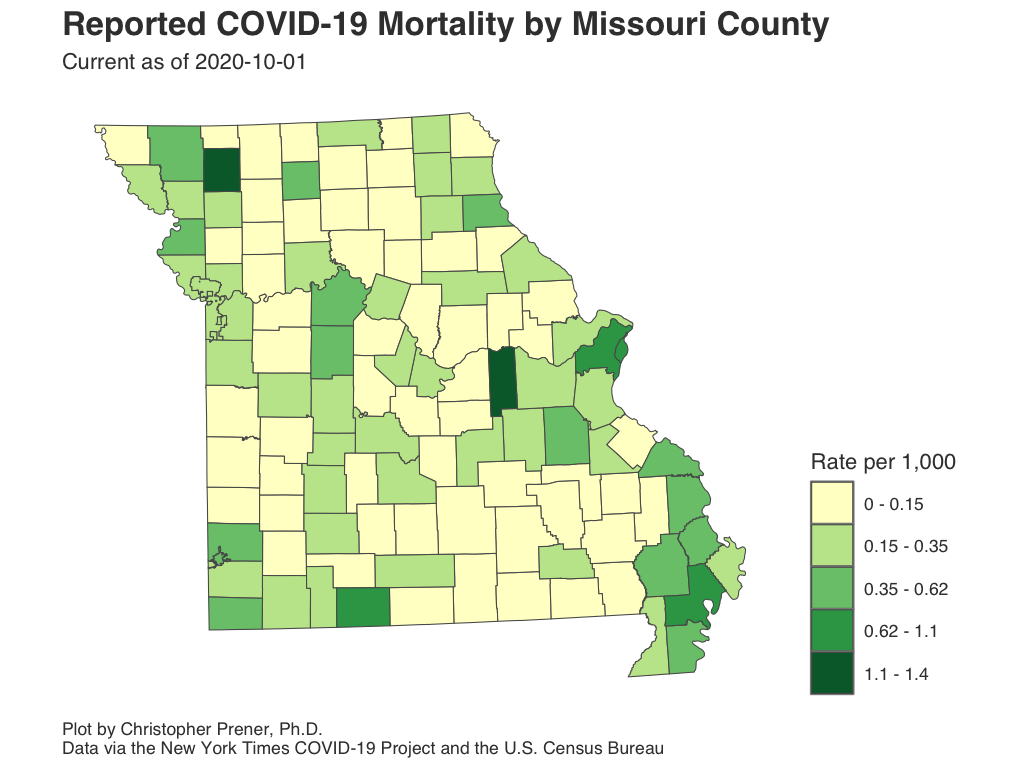 Reported COVID-19 Mortality by Missouri County
Current as of 2020-10-01
Rate per 1,000
0 - 0.15
0.15 - 0.35
0.35 - 0.62
0.62 - 1.1
1.1 - 1.4
Plot by Christopher Prener, Ph.D.
Data via the New York Times COVID-19 Project and the U.S. Census Bureau